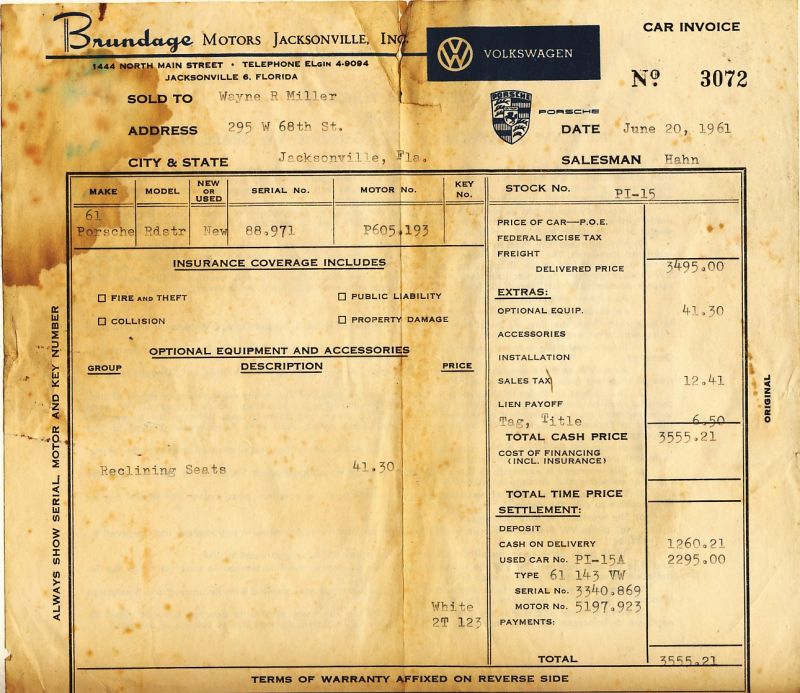 Brundage MOTORS JACKSONVILLE, INC.
1444 NORTH MAIN STREET • TELEPHONE ELGIN 4-9094
JACKSONVILLE 6, FLORIDA
VOLKSWAGEN
CAR INVOICE
Nº 3072
PORSCHE
PORSCHE
SOLD TO Wayne R Miller
ADDRESS 295 W 68th St.
DATE June 20, 1961
CITY & STATE Jacksonville, Fla.
SALESMAN Hahn
MAKE MODEL NEW OR USED SERIAL No. MOTOR No. KEY No.
61
Porsche Rdstr New 88,971 P605,193
STOCK No. PI-15
PRICE OF CAR—P.O.E.
FEDERAL EXCISE TAX
FREIGHT
DELIVERED PRICE 3495.00
INSURANCE COVERAGE INCLUDES
☐ FIRE AND THEFT ☐ PUBLIC LIABILITY
☐ COLLISION ☐ PROPERTY DAMAGE
EXTRAS:
OPTIONAL EQUIP. 41.30
ACCESSORIES
INSTALLATION
SALES TAX 12.41
LIEN PAYOFF
Tag, Title 6.50
TOTAL CASH PRICE 3555.21
COST OF FINANCING
(INCL. INSURANCE)
TOTAL TIME PRICE
OPTIONAL EQUIPMENT AND ACCESSORIES
GROUP DESCRIPTION PRICE
Reclining Seats 41.30
White
2T 123
SETTLEMENT:
DEPOSIT
CASH ON DELIVERY 1260.21
USED CAR No. PI-15A 2295.00
TYPE 61 143 VW
SERIAL No. 3340,869
MOTOR No. 5197,923
PAYMENTS:
TOTAL 3555.21
TERMS OF WARRANTY AFFIXED ON REVERSE SIDE
ALWAYS SHOW SERIAL, MOTOR AND KEY NUMBER
ORIGINAL